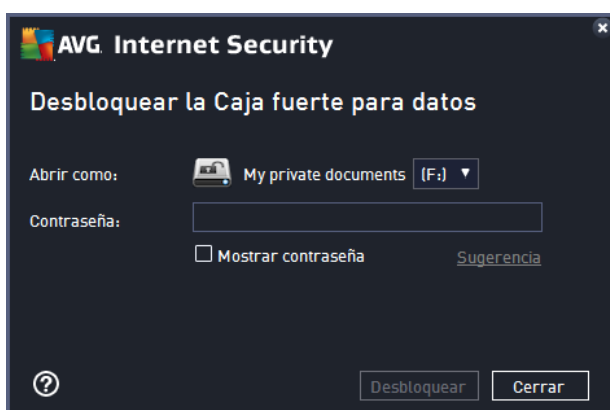 AVG. Internet Security
Desbloquear la Caja fuerte para datos
Abrir como: My private documents (F:)
Contraseña:
Mostrar contraseña Sugerencia
Desbloquear Cerrar